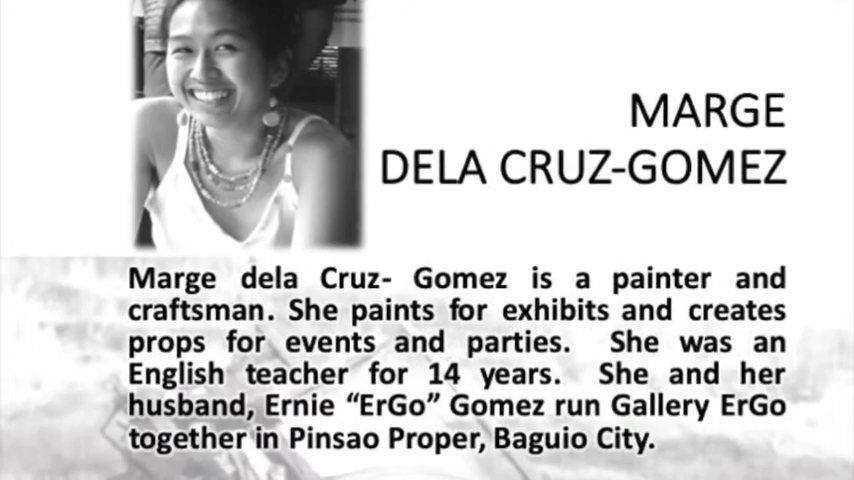 MARGE
DELA CRUZ-GOMEZ
Marge dela Cruz- Gomez is a painter and
craftsman. She paints for exhibits and creates
props for events and parties. She was an
English teacher for 14 years. She and her
husband, Ernie “ErGo” Gomez run Gallery ErGo
together in Pinsao Proper, Baguio City.